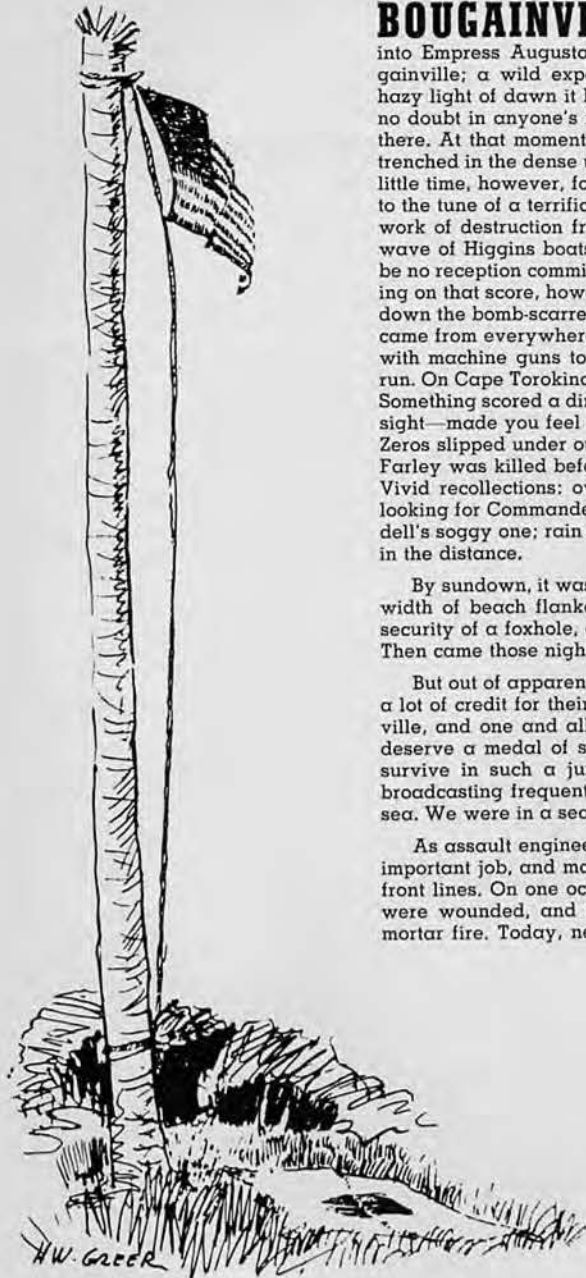 BOUGAINVI
into Empress Augusta
gainville; a wild exp
hazy light of dawn it
no doubt in anyone's
there. At that moment
trenched in the dense
little time, however, fo
to the tune of a terrific
work of destruction fr
wave of Higgins boats
be no reception commi
ing on that score, how
down the bomb-scarre
came from everywher
with machine guns to
run. On Cape Torokina
Something scored a di
sight—made you feel
Zeros slipped under o
Farley was killed befo
Vivid recollections: o
looking for Commande
dell's soggy one; rain
in the distance.
By sundown, it was
width of beach flanke
security of a foxhole,
Then came those nigh
But out of apparen
a lot of credit for their
ville, and one and all
deserve a medal of s
survive in such a ju
broadcasting frequent
sea. We were in a sec
As assault enginee
important job, and ma
front lines. On one oc
were wounded, and
mortar fire. Today, ne
H.W. GREER